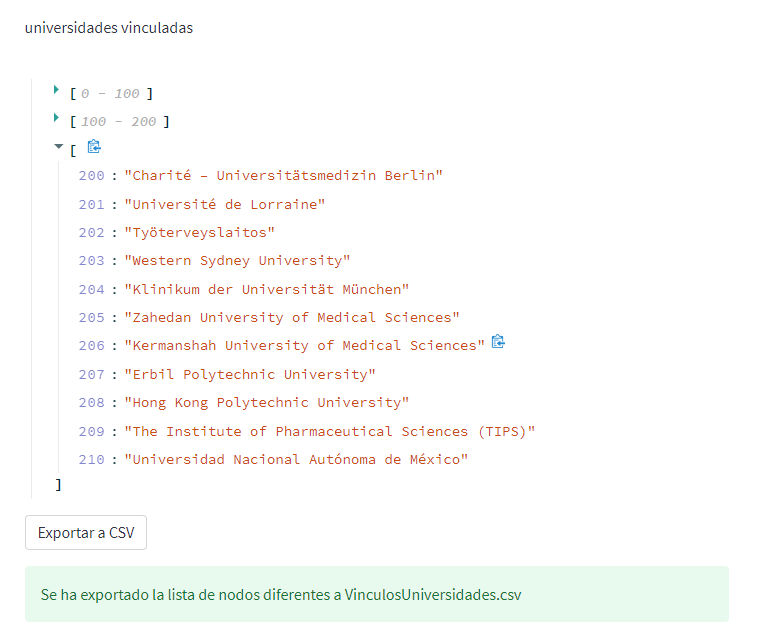 universidades vinculadas
[ 0 – 100 ]
[ 100 – 200 ]
[
200 : "Charité – Universitätsmedizin Berlin"
201 : "Université de Lorraine"
202 : "Työterveyslaitos"
203 : "Western Sydney University"
204 : "Klinikum der Universität München"
205 : "Zahedan University of Medical Sciences"
206 : "Kermanshah University of Medical Sciences"
207 : "Erbil Polytechnic University"
208 : "Hong Kong Polytechnic University"
209 : "The Institute of Pharmaceutical Sciences (TIPS)"
210 : "Universidad Nacional Autónoma de México"
]
Exportar a CSV
Se ha exportado la lista de nodos diferentes a VinculosUniversidades.csv